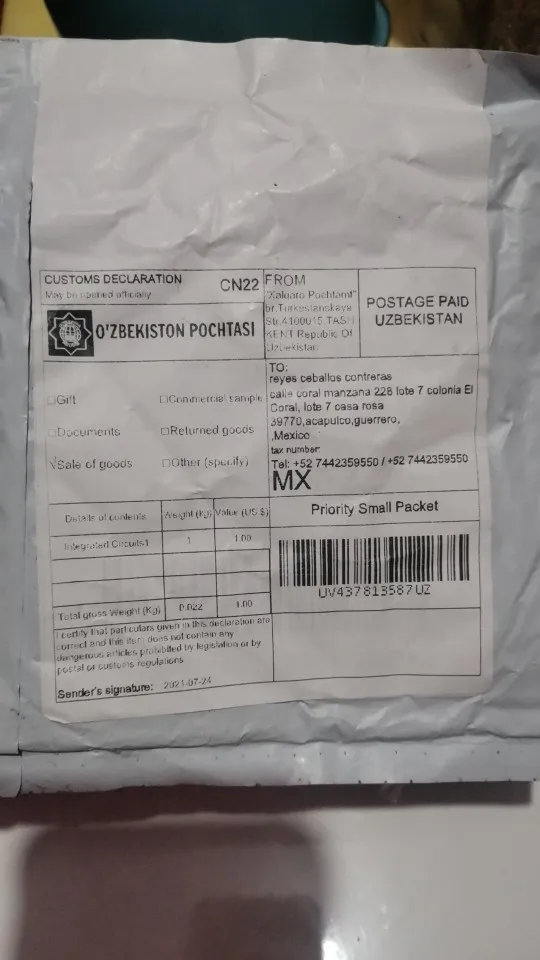 CUSTOMS DECLARATION
May be opened officially
CN22
O'ZBEKISTON POCHTASI
FROM
"Xaluaro Pochtamt"
br.Turkestanskaya
Str.4100015.TASH
KENT Republic Of
Uzbekistan
POSTAGE PAID
UZBEKISTAN
□Gift
□Commercial sample
□Documents
□Returned goods
√Sale of goods
□Other (specify)
TO:
reyes ceballos contreras
calle coral manzana 228 lote 7 colonia El
Coral, lote 7 casa rosa
39770,acapulco,guerrero,
,Mexico
tax number:
Tel: +52 7442359550 / +52 7442359550
MX
Details of contents
Weight (kg)
Value (US $)
Integrated Circuits1
1
1.00
Total gross Weight (Kg)
0.022
1.00
Priority Small Packet
UV437813587UZ
I certify that particulars given in this declaration are
correct and this item does not contain any
dangerous articles prohibited by legislation or by
postal or customs regulations
Sender's signature: 2021-07-24